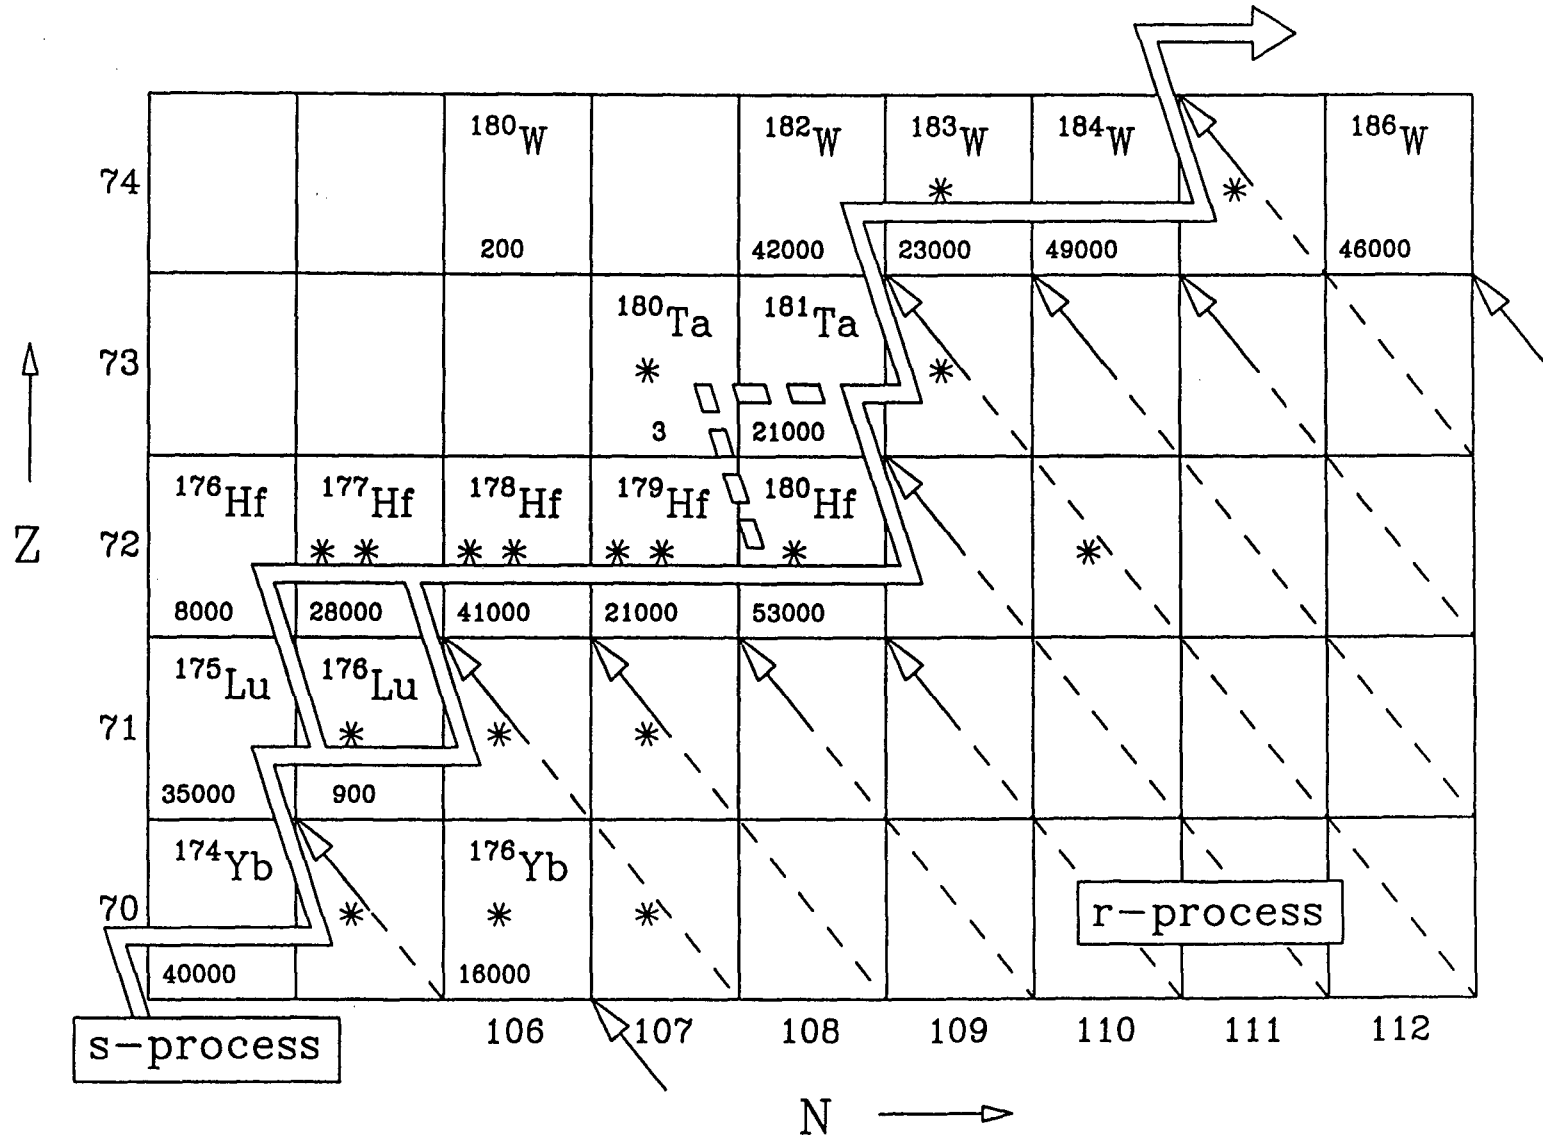 180W 182W 183W 184W 186W
74
200 42000 23000 49000 46000
180Ta 181Ta
73
3 21000
176Hf 177Hf 178Hf 179Hf 180Hf
Z 72
8000 28000 41000 21000 53000
175Lu 176Lu
71
35000 900
174Yb 176Yb
70
r-process
40000 16000
106 107 108 109 110 111 112
s-process
N